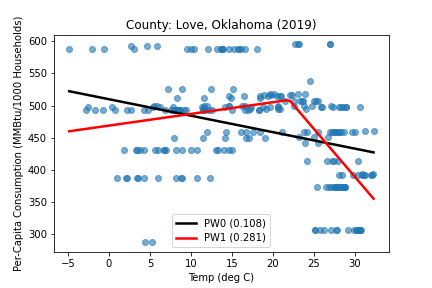 County: Love, Oklahoma (2019)
Per-Capita Consumption (MMBtu/1000 Households)
600
550
500
450
400
350
300
PW0 (0.108)
PW1 (0.281)
−5 0 5 10 15 20 25 30
Temp (deg C)